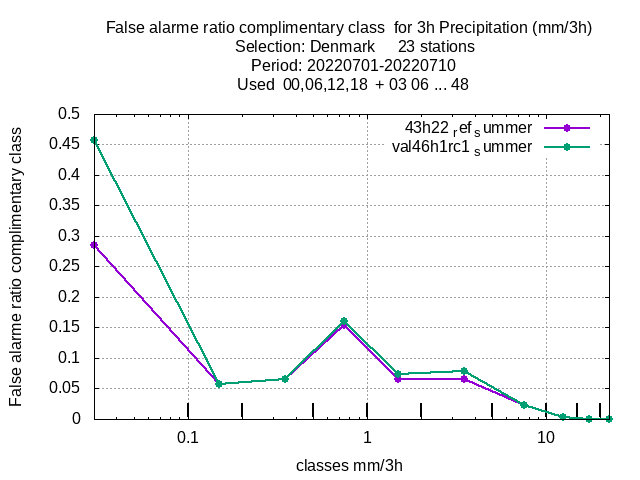 False alarme ratio complimentary class  for 3h Precipitation (mm/3h)
Selection: Denmark     23 stations
Period: 20220701-20220710
Used  00,06,12,18  + 03 06 ... 48
43h22 ref summer
val46h1rc1 summer
False alarme ratio complimentary class
0.5
0.45
0.4
0.35
0.3
0.25
0.2
0.15
0.1
0.05
0
0.1 1 10
classes mm/3h